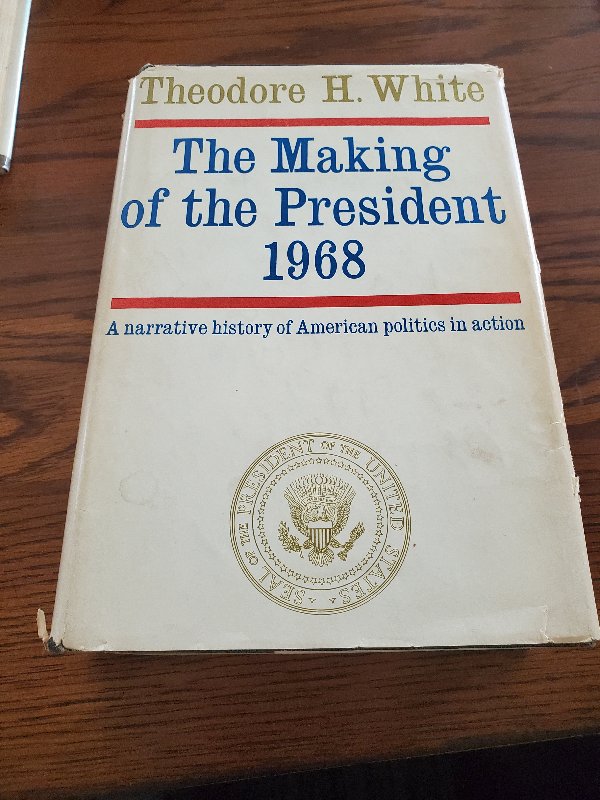 Theodore H. White
The Making
of the President
1968
A narrative history of American politics in action
SEAL OF THE PRESIDENT OF THE UNITED STATES